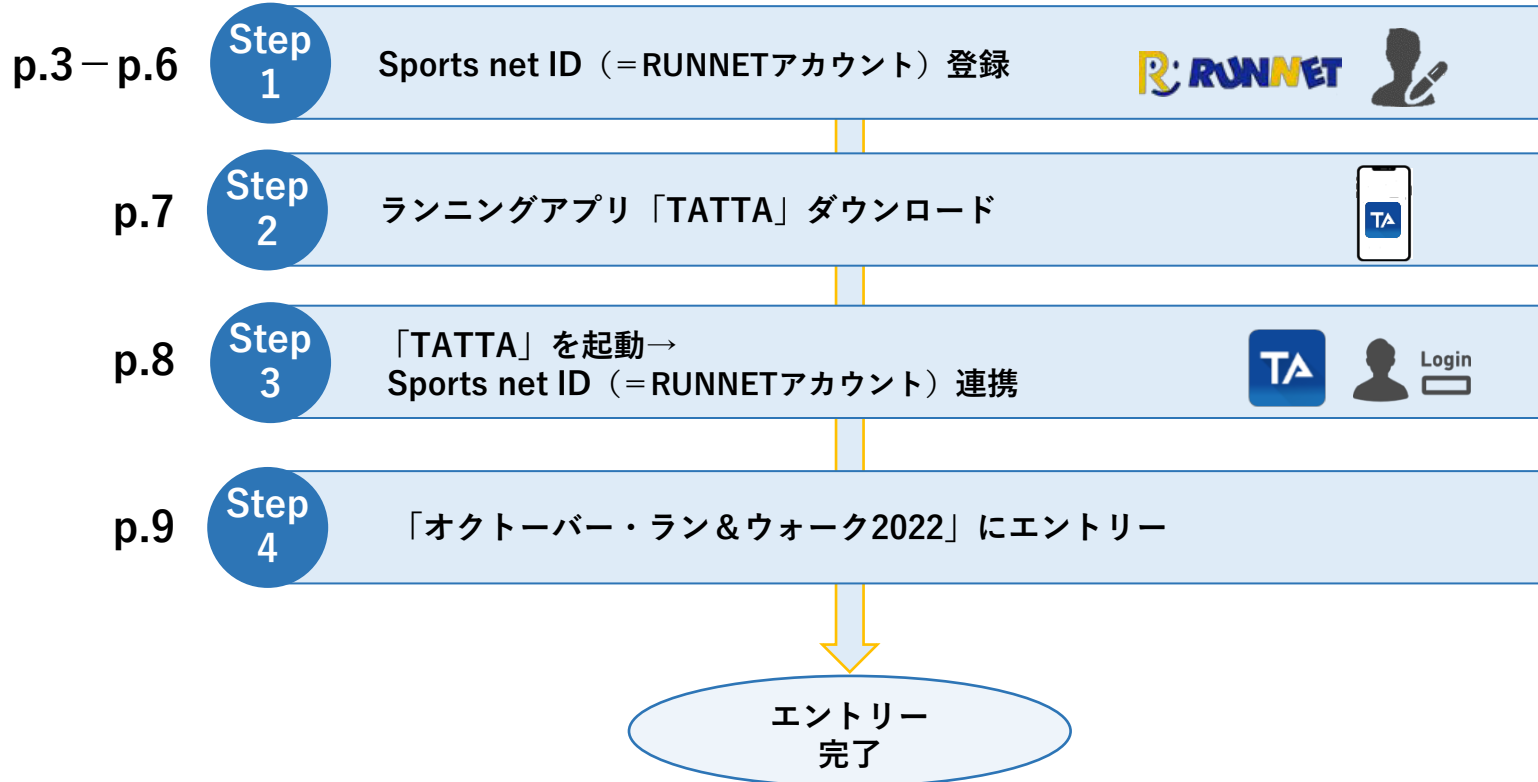 p.3－p.6
Step
1
Sports net ID（＝RUNNETアカウント）登録
R: RUNNET
p.7
Step
2
ランニングアプリ「TATTA」ダウンロード
TA
p.8
Step
3
「TATTA」を起動→
Sports net ID（＝RUNNETアカウント）連携
TA
Login
p.9
Step
4
「オクトーバー・ラン＆ウォーク2022」にエントリー
エントリー
完了